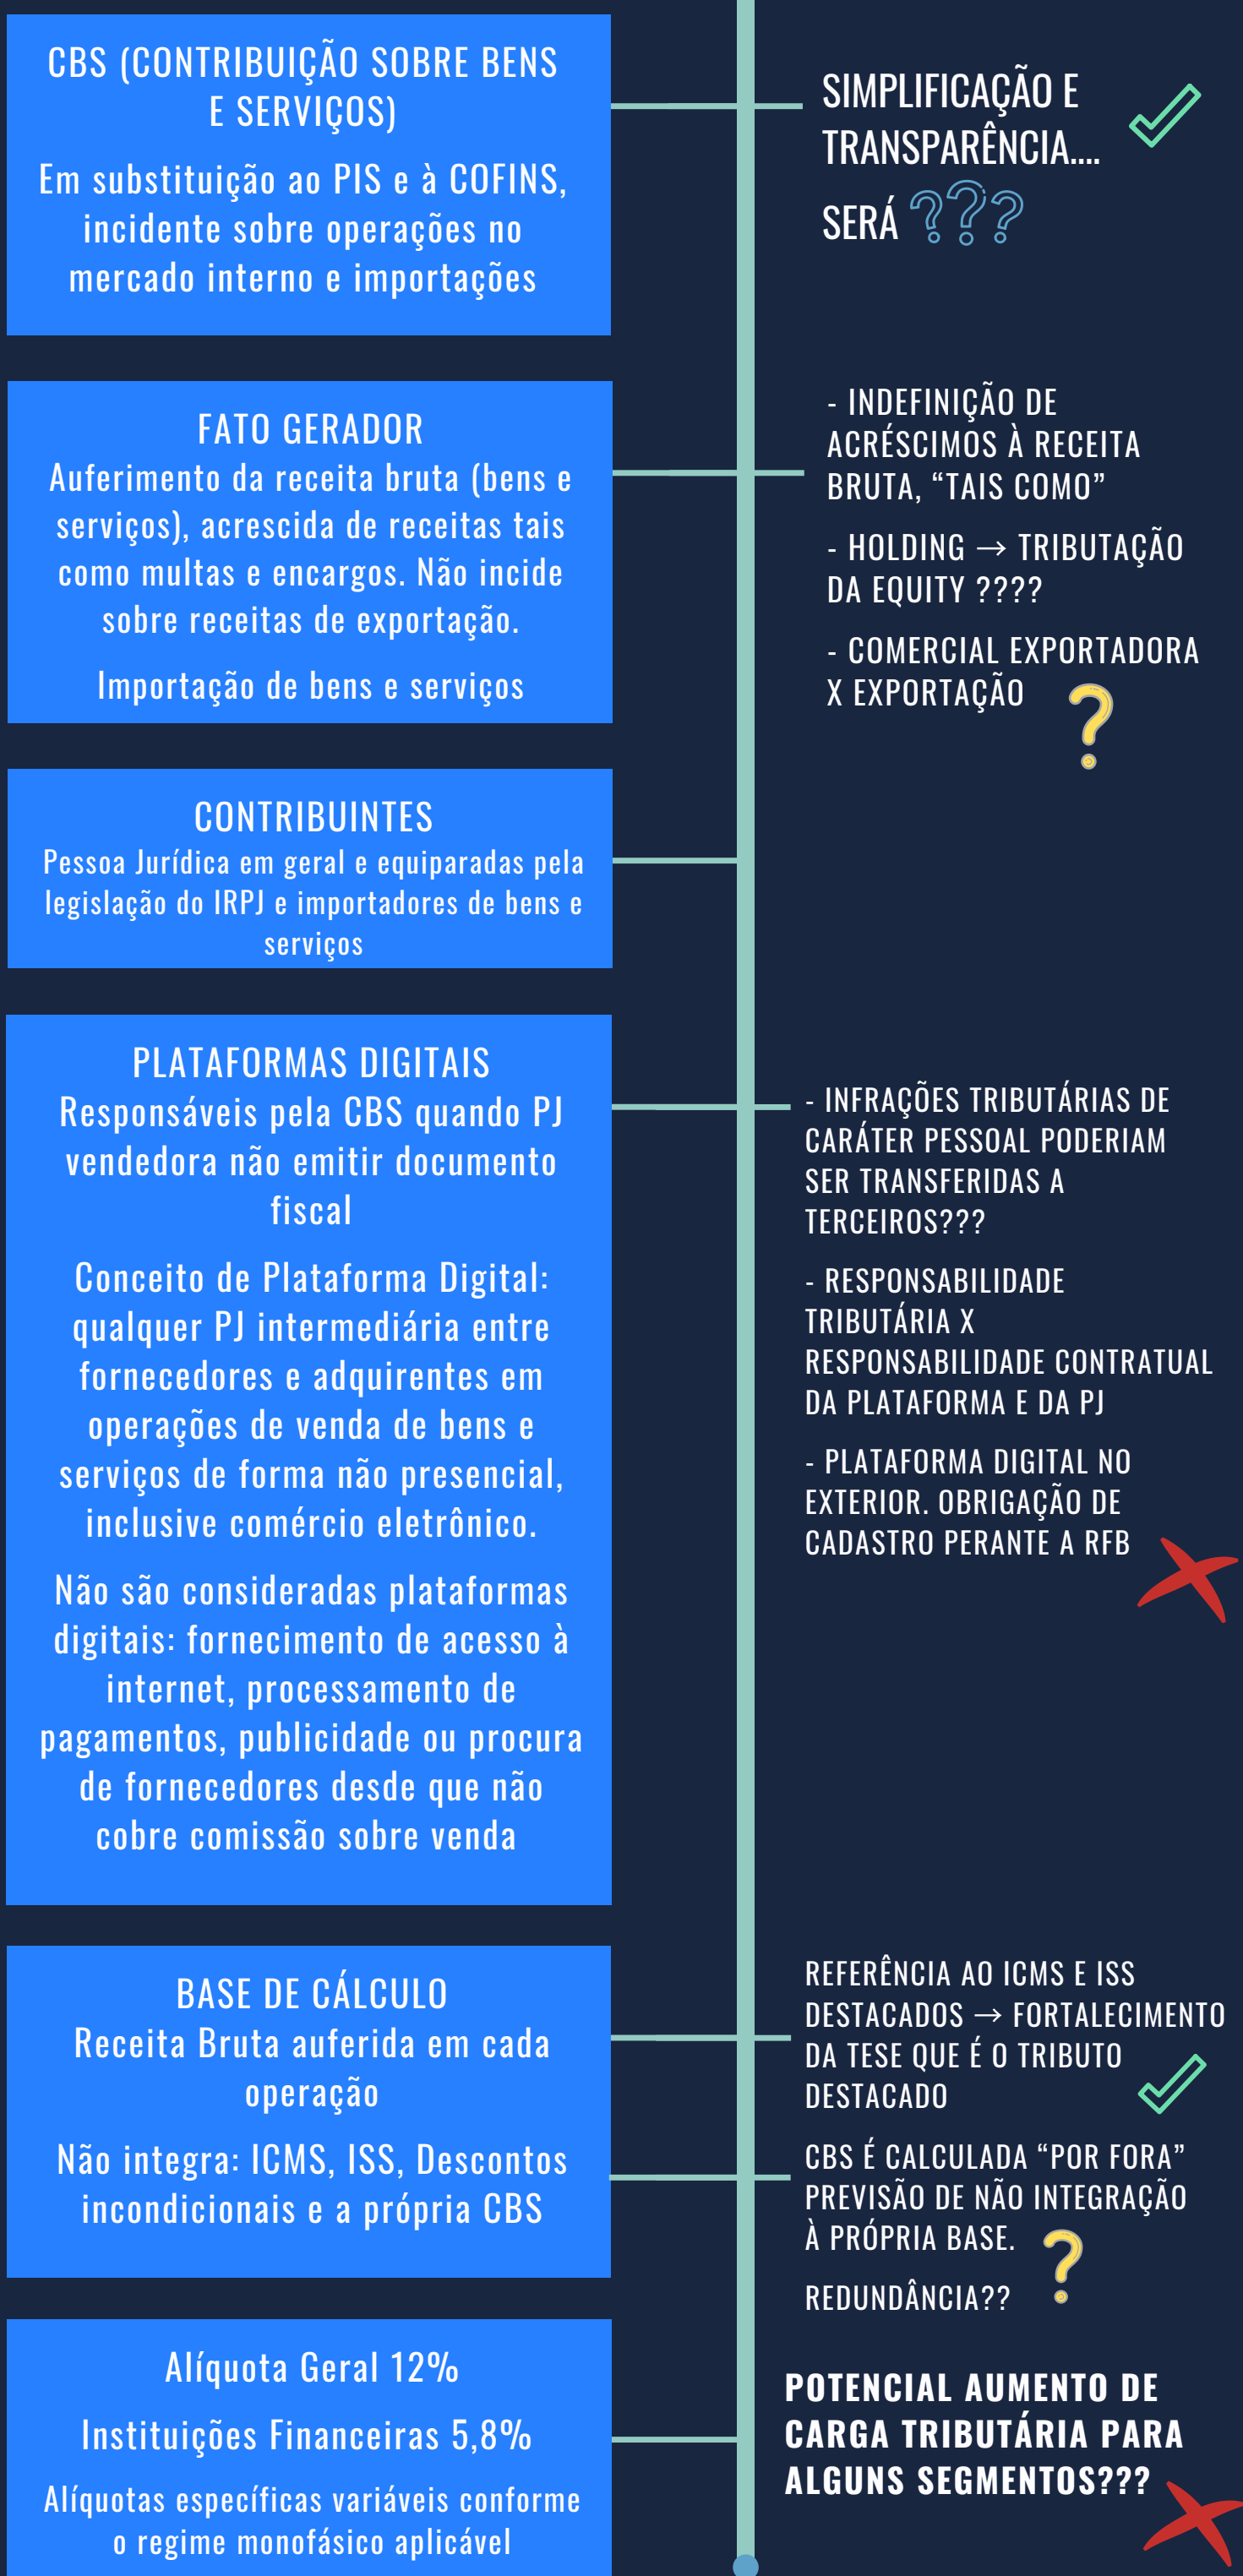 CBS (CONTRIBUIÇÃO SOBRE BENS
E SERVIÇOS)
Em substituição ao PIS e à COFINS,
incidente sobre operações no
mercado interno e importações
SIMPLIFICAÇÃO E
TRANSPARÊNCIA....
SERÁ ???
FATO GERADOR
Auferimento da receita bruta (bens e
serviços), acrescida de receitas tais
como multas e encargos. Não incide
sobre receitas de exportação.
Importação de bens e serviços
- INDEFINIÇÃO DE
ACRÉSCIMOS À RECEITA
BRUTA, “TAIS COMO”
- HOLDING → TRIBUTAÇÃO
DA EQUITY ????
- COMERCIAL EXPORTADORA
X EXPORTAÇÃO ?
CONTRIBUINTES
Pessoa Jurídica em geral e equiparadas pela
legislação do IRPJ e importadores de bens e
serviços
PLATAFORMAS DIGITAIS
Responsáveis pela CBS quando PJ
vendedora não emitir documento
fiscal
Conceito de Plataforma Digital:
qualquer PJ intermediária entre
fornecedores e adquirentes em
operações de venda de bens e
serviços de forma não presencial,
inclusive comércio eletrônico.
Não são consideradas plataformas
digitais: fornecimento de acesso à
internet, processamento de
pagamentos, publicidade ou procura
de fornecedores desde que não
cobre comissão sobre venda
- INFRAÇÕES TRIBUTÁRIAS DE
CARÁTER PESSOAL PODERIAM
SER TRANSFERIDAS A
TERCEIROS???
- RESPONSABILIDADE
TRIBUTÁRIA X
RESPONSABILIDADE CONTRATUAL
DA PLATAFORMA E DA PJ
- PLATAFORMA DIGITAL NO
EXTERIOR. OBRIGAÇÃO DE
CADASTRO PERANTE A RFB
BASE DE CÁLCULO
Receita Bruta auferida em cada
operação
Não integra: ICMS, ISS, Descontos
incondicionais e a própria CBS
REFERÊNCIA AO ICMS E ISS
DESTACADOS → FORTALECIMENTO
DA TESE QUE É O TRIBUTO
DESTACADO
CBS É CALCULADA “POR FORA”
PREVISÃO DE NÃO INTEGRAÇÃO
À PRÓPRIA BASE. ?
REDUNDÂNCIA??
Alíquota Geral 12%
Instituições Financeiras 5,8%
Alíquotas específicas variáveis conforme
o regime monofásico aplicável
POTENCIAL AUMENTO DE
CARGA TRIBUTÁRIA PARA
ALGUNS SEGMENTOS???